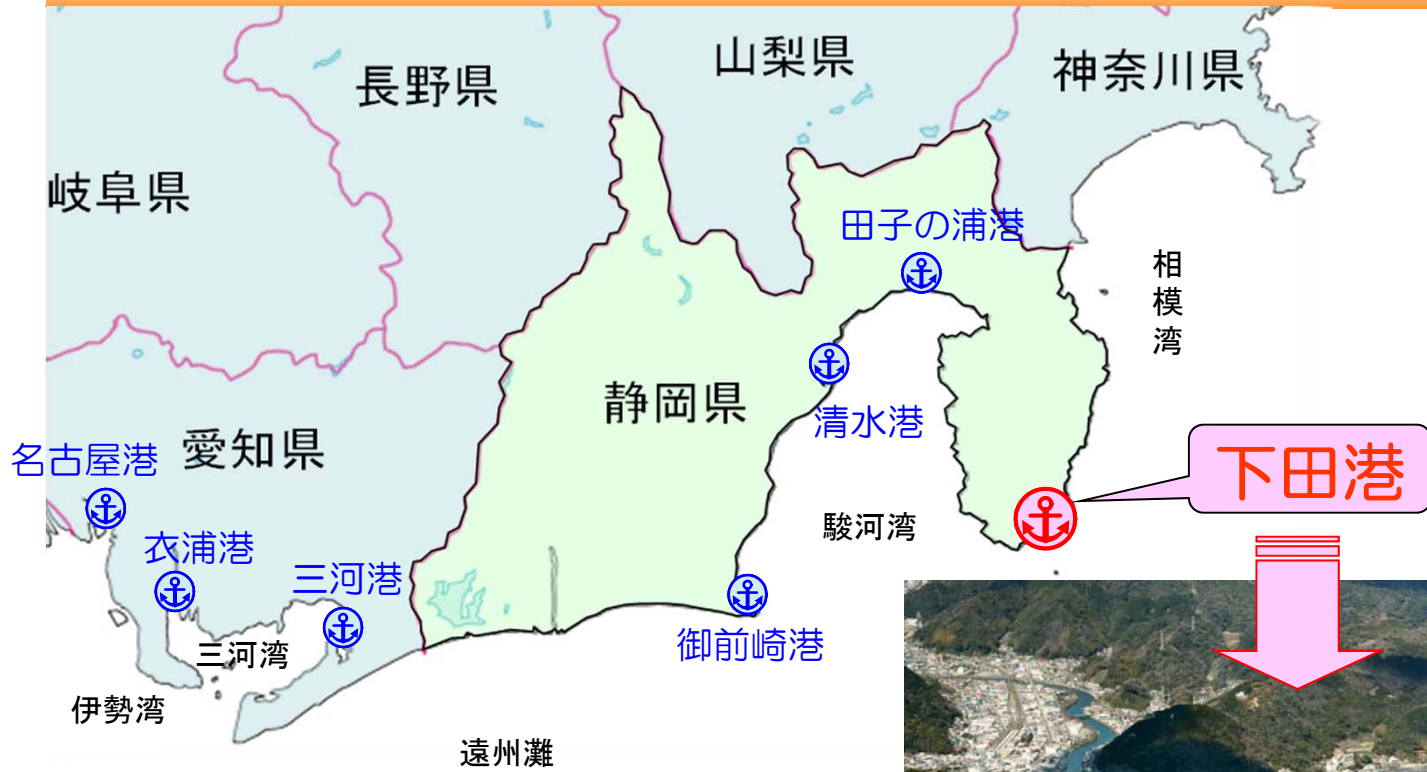 長野県
山梨県
神奈川県
岐阜県
田子の浦港
相模湾
静岡県
清水港
愛知県
名古屋港
下田港
駿河湾
衣浦港
三河港
三河湾
御前崎港
伊勢湾
遠州灘